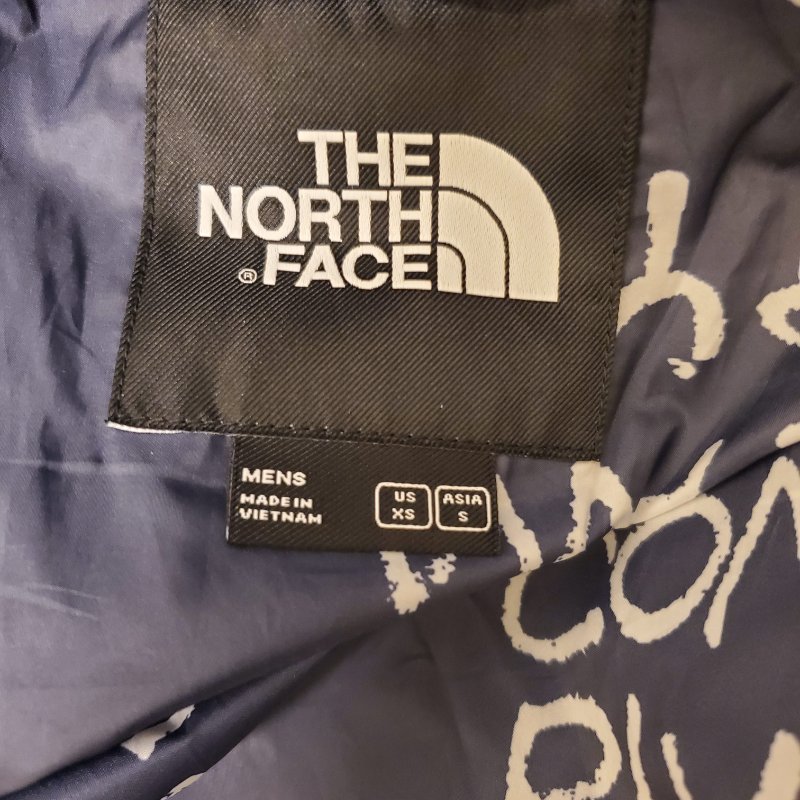 THE
NORTH
® FACE
MENS
MADE IN
VIETNAM
US
XS
ASIA
S